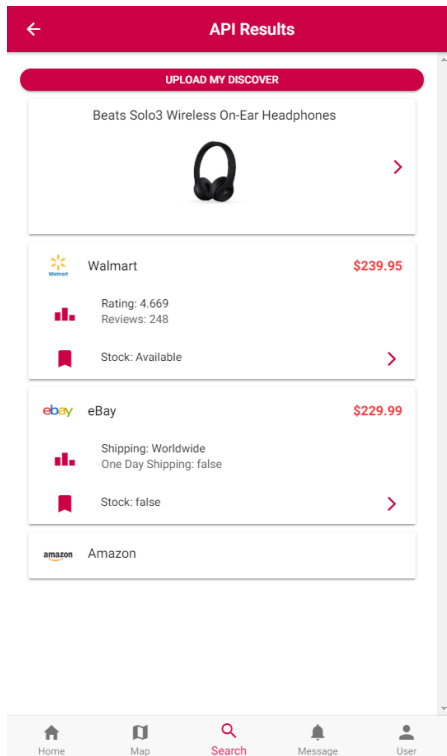 API Results
UPLOAD MY DISCOVER
Beats Solo3 Wireless On-Ear Headphones
Walmart
Walmart
$239.95
Rating: 4.669
Reviews: 248
Stock: Available
ebay
eBay
$229.99
Shipping: Worldwide
One Day Shipping: false
Stock: false
amazon
Amazon
Home
Map
Search
Message
User